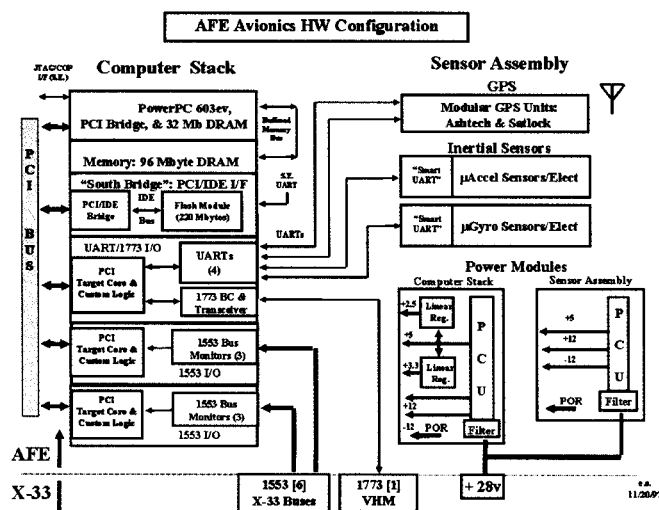 AFE Avionics HW Configuration
JTAG/COP
I/F (S.E.)
Computer Stack
PowerPC 603ev,
PCI Bridge, & 32 Mb DRAM
Buffered
Memory
Bus
Memory: 96 Mbyte DRAM
"South Bridge": PCI/IDE I/F
PCI/IDE
Bridge
IDE
Bus
Flash Module
(220 Mbytes)
S.E.
UART
UART/1773 I/O
UARTs
PCI
Target Core &
Custom Logic
UARTs
(4)
1773 BC &
Transceiver
PCI
Target Core
& Custom Logic
1553 Bus
Monitors (3)
1553 I/O
PCI
Target Core
& Custom Logic
1553 Bus
Monitors (3)
1553 I/O
PCI BUS
Sensor Assembly
GPS
Modular GPS Units:
Ashtech & Satlock
Inertial Sensors
"Smart
UART"
µAccel Sensors/Elect
"Smart
UART"
µGyro Sensors/Elect
Power Modules
Computer Stack
+2.5
Linear
Reg.
+5
+3.3
Linear
Reg.
+12
-12
POR
PCU
Filter
Sensor Assembly
+5
+12
-12
POR
PCU
Filter
AFE
X-33
1553 [6]
X-33 Buses
1773 [1]
VHM
+ 28v